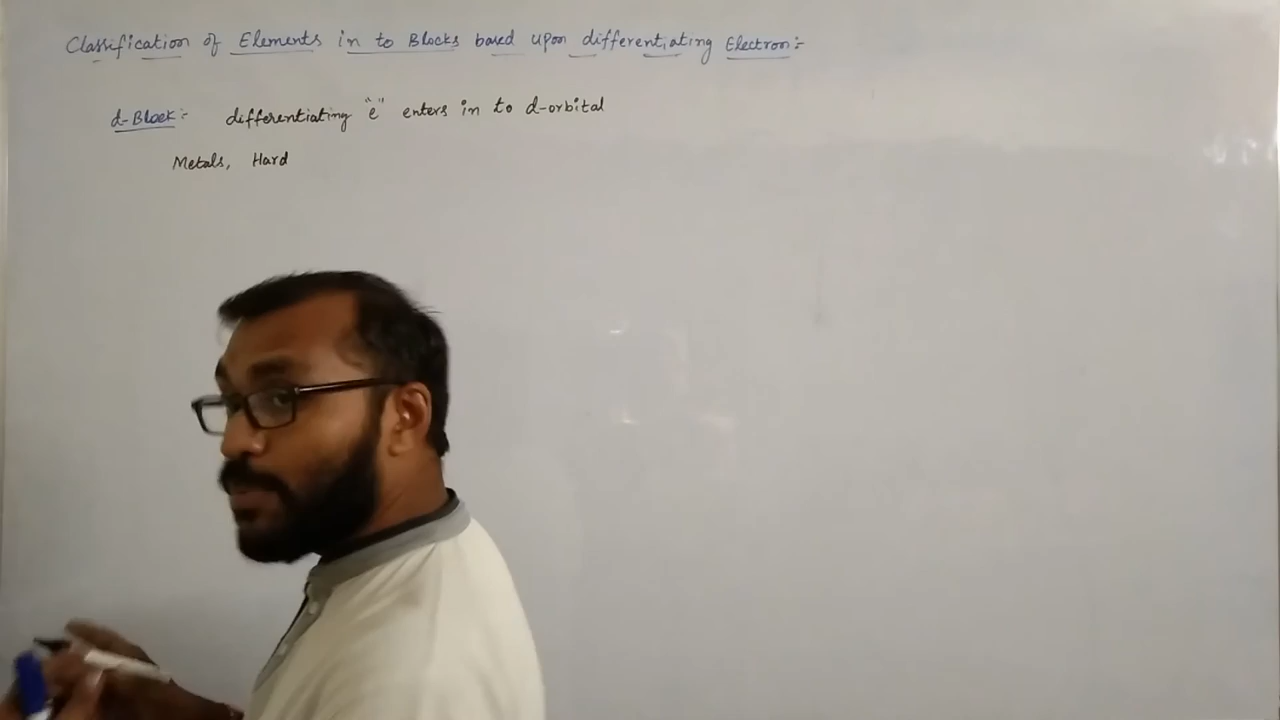 Classification of Elements in to Blocks based upon differentiating Electron:-
d-Block:- differentiating "e" enters in to d-orbital
Metals, Hard